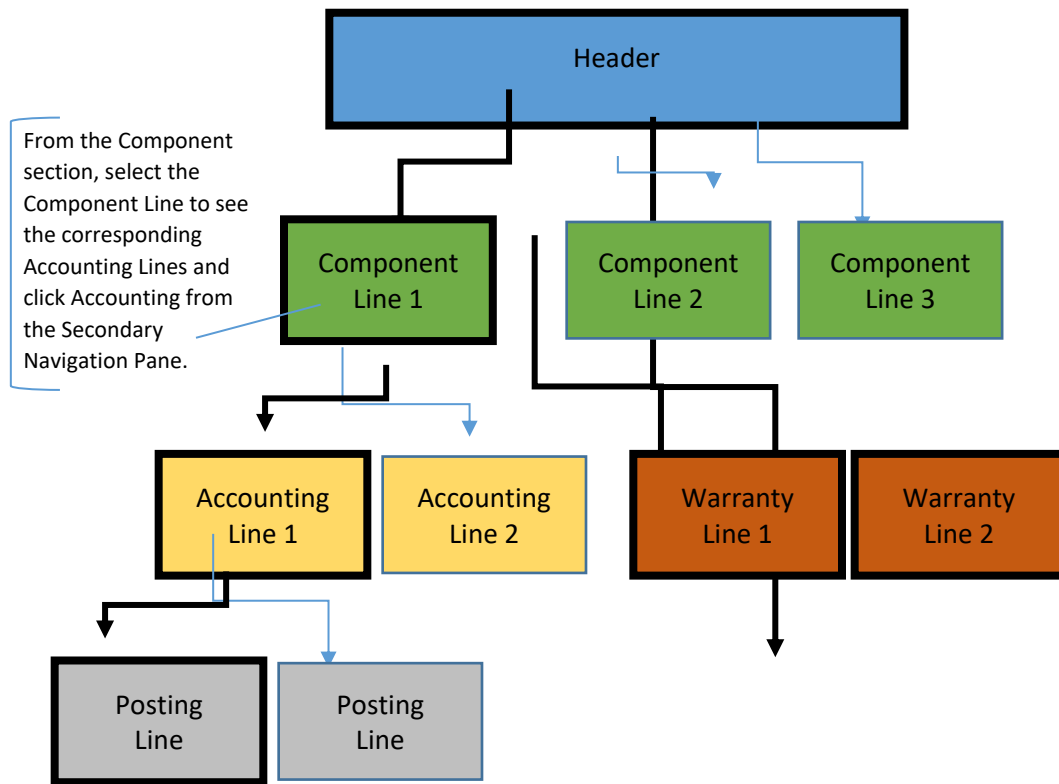 Header
From the Component
section, select the
Component Line to see
the corresponding
Accounting Lines and
click Accounting from
the Secondary
Navigation Pane.
Component
Line 1
Component
Line 2
Component
Line 3
Accounting
Line 1
Accounting
Line 2
Warranty
Line 1
Warranty
Line 2
Posting
Line
Posting
Line